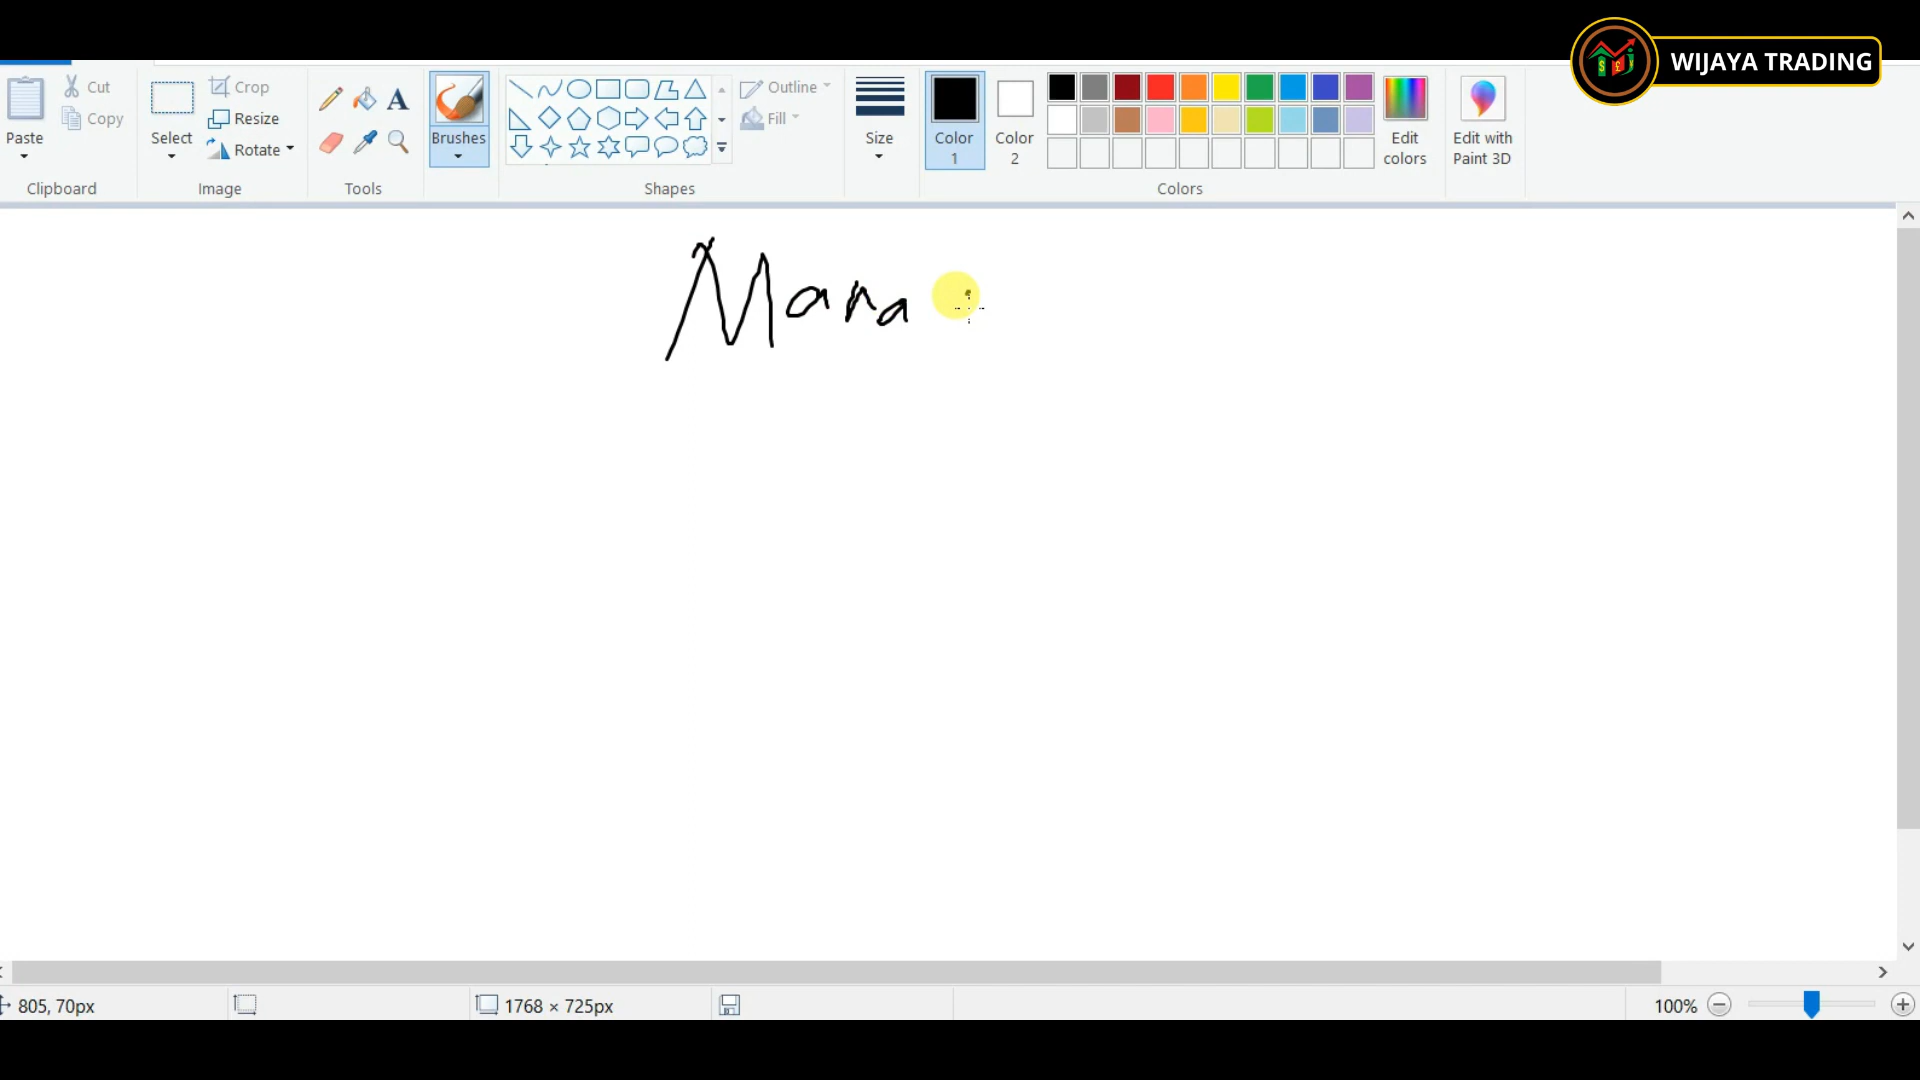 WIJAYA TRADING
Paste
Cut
Copy
Clipboard
Select
Crop
Resize
Rotate
Image
A
Tools
Brushes
Shapes
Outline
Fill
Size
Color 1
Color 2
Colors
Edit colors
Edit with Paint 3D
Mana
805, 70px
1768 × 725px
100%